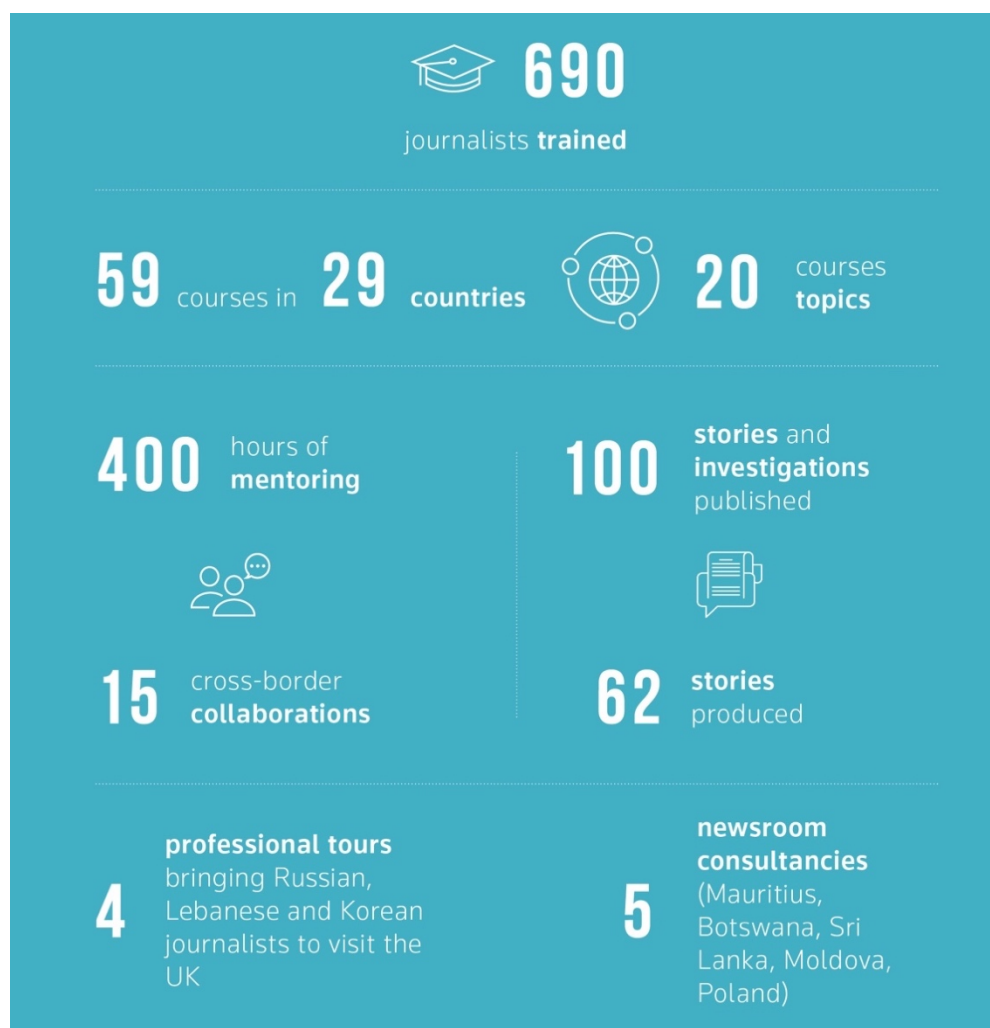 690
journalists trained
59 courses in 29 countries
20 courses
topics
400 hours of
mentoring
100 stories and
investigations
published
15 cross-border
collaborations
62 stories
produced
4 professional tours
bringing Russian,
Lebanese and Korean
journalists to visit the
UK
5 newsroom
consultancies
(Mauritius,
Botswana, Sri
Lanka, Moldova,
Poland)